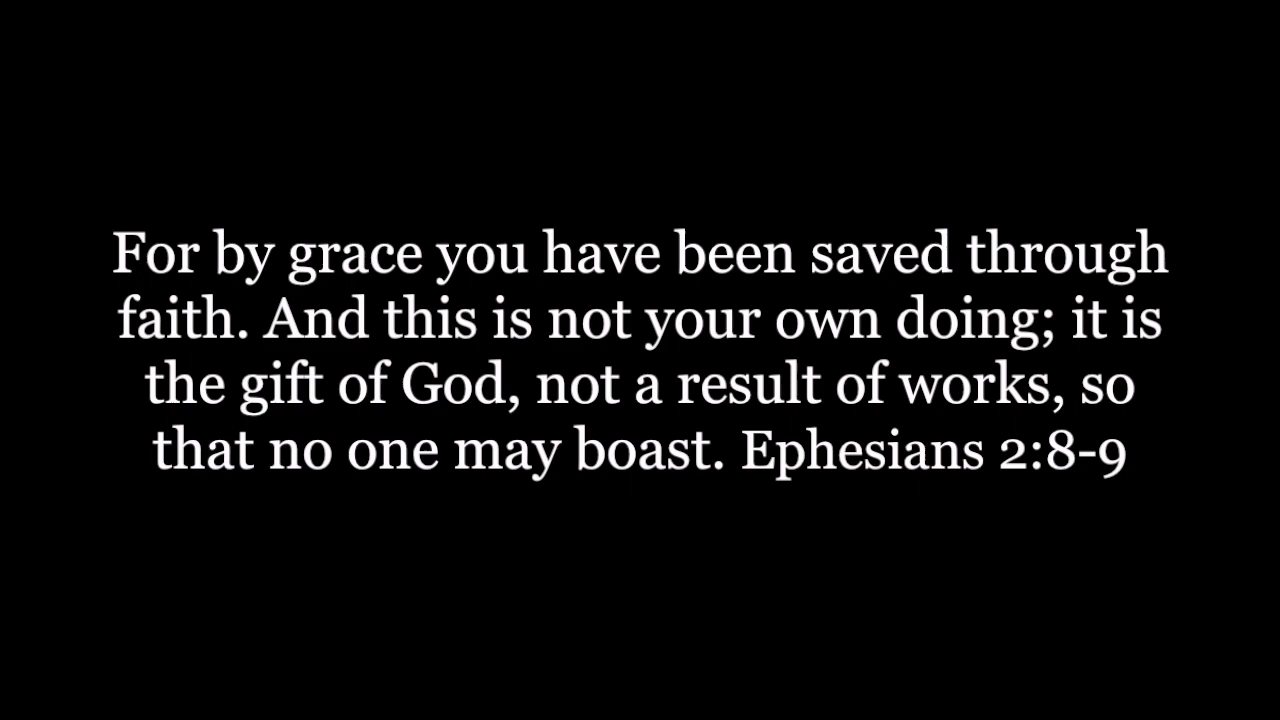 For by grace you have been saved through
faith. And this is not your own doing; it is
the gift of God, not a result of works, so
that no one may boast. Ephesians 2:8-9